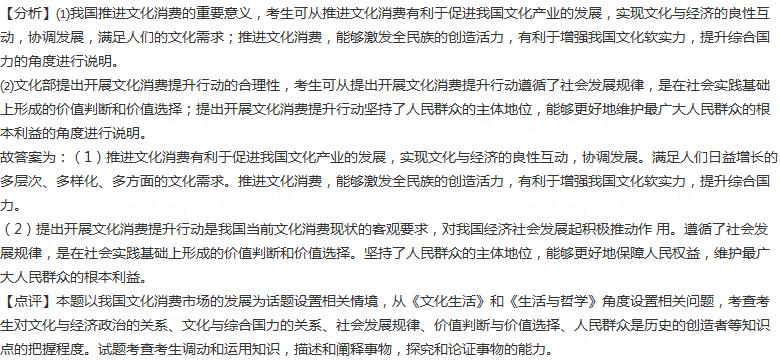 【分析】⑴我国推进文化消费的重要意义，考生可从推进文化消费有利于促进我国文化产业的发展，实现文化与经济的良性互
动，协调发展，满足人们的文化需求；推进文化消费，能够激发全民族的创造活力，有利于增强我国文化软实力，提升综合国
力的角度进行说明。
⑵文化部提出开展文化消费提升行动的合理性，考生可从提出开展文化消费提升行动遵循了社会发展规律，是在社会实践基础
上形成的价值判断和价值选择；提出开展文化消费提升行动坚持了人民群众的主体地位，能够更好地维护最广大人民群众的根
本利益的角度进行说明。
故答案为：（1）推进文化消费有利于促进我国文化产业的发展，实现文化与经济的良性互动，协调发展。满足人们日益增长的
多层次、多样化、多方面的文化需求。推进文化消费，能够激发全民族的创造活力，有利于增强我国文化软实力，提升综合国
力。
（2）提出开展文化消费提升行动是我国当前文化消费现状的客观要求，对我国经济社会发展起积极推动作 用。遵循了社会发
展规律，是在社会实践基础上形成的价值判断和价值选择。坚持了人民群众的主体地位，能够更好地保障人民权益，维护最广
大人民群众的根本利益。
【点评】本题以我国文化消费市场的发展为话题设置相关情境，从《文化生活》和《生活与哲学》角度设置相关问题，考查考
生对文化与经济政治的关系、文化与综合国力的关系、社会发展规律、价值判断与价值选择、人民群众是历史的创造者等知识
点的把握程度。试题考查考生调动和运用知识，描述和阐释事物，探究和论证事物的能力。